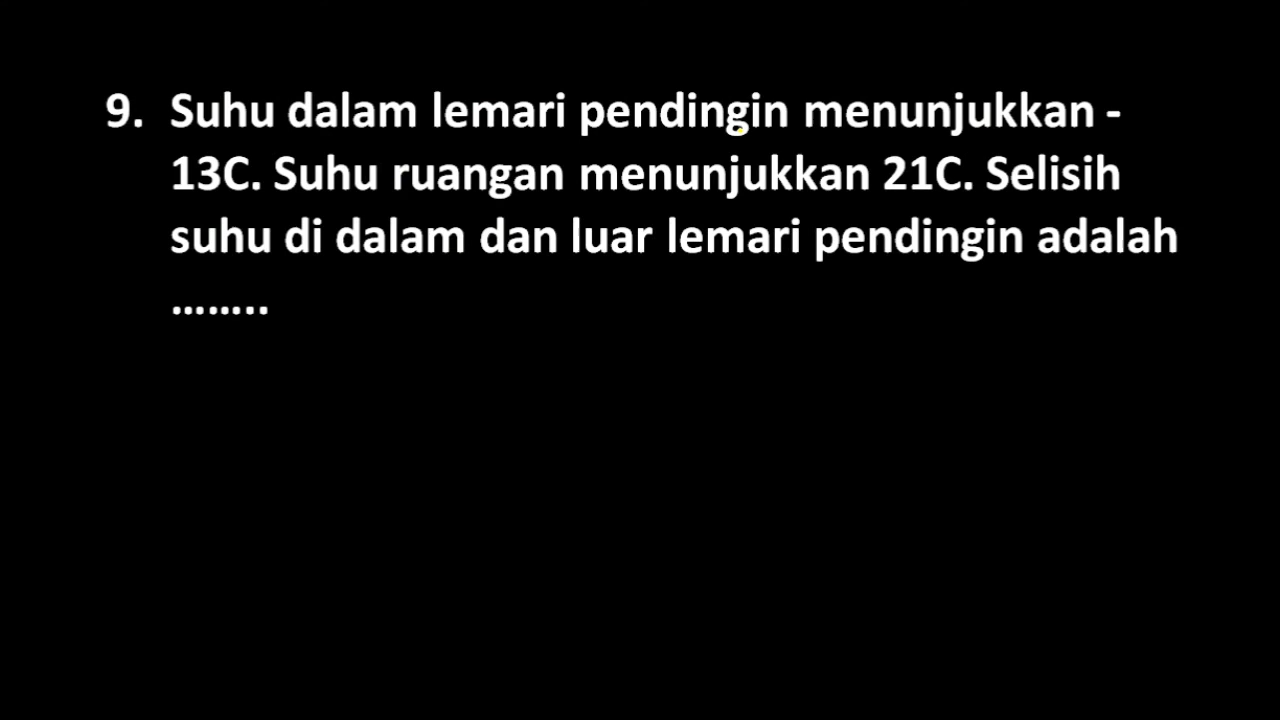 9. Suhu dalam lemari pendingin menunjukkan -
13C. Suhu ruangan menunjukkan 21C. Selisih
suhu di dalam dan luar lemari pendingin adalah
........